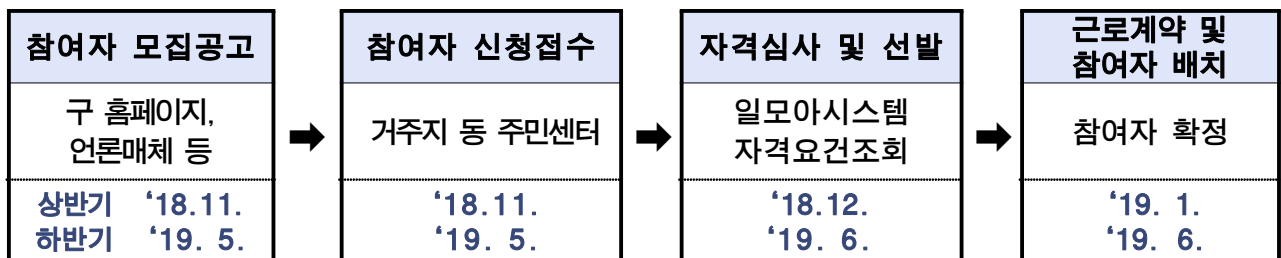 참여자 모집공고
구 홈페이지,
언론매체 등
상반기 ‘18.11.
하반기 ‘19. 5.
➡
참여자 신청접수
거주지 동 주민센터
‘18.11.
‘19. 5.
➡
자격심사 및 선발
일모아시스템
자격요건조회
‘18.12.
‘19. 6.
➡
근로계약 및
참여자 배치
참여자 확정
‘19. 1.
‘19. 6.